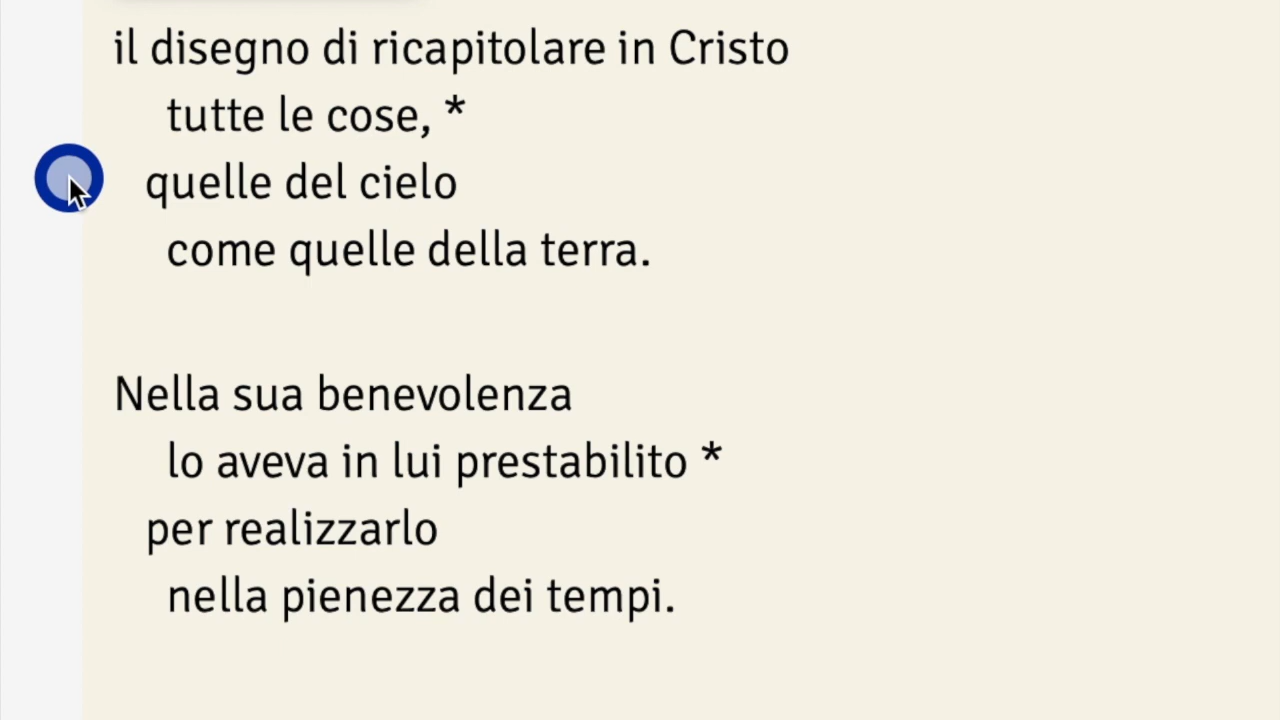 il disegno di ricapitolare in Cristo
tutte le cose, *
quelle del cielo
come quelle della terra.
Nella sua benevolenza
lo aveva in lui prestabilito *
per realizzarlo
nella pienezza dei tempi.